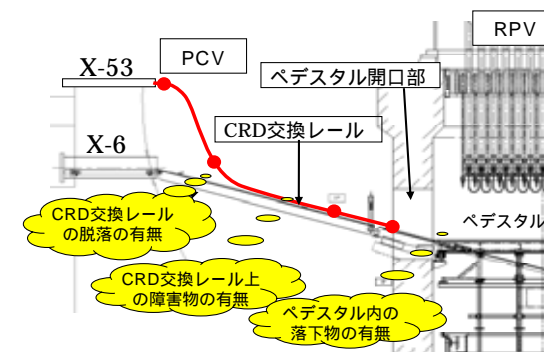 RPV
PCV
X-53
ペデスタル開口部
CRD交換レール
X-6
ペデスタル
CRD交換レール
の脱落の有無
CRD交換レール上
の障害物の有無
ペデスタル内の
落下物の有無